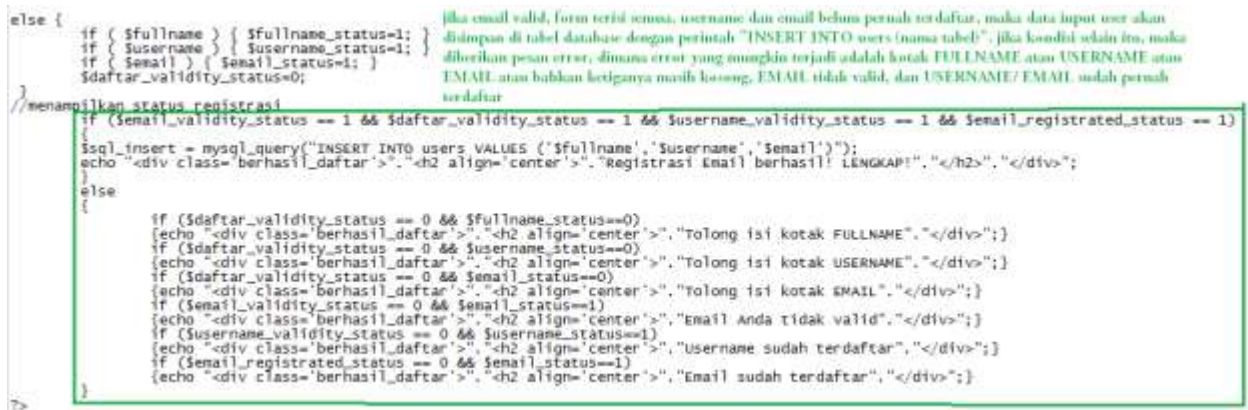 else {
jika email valid, form terisi semua, username dan email belum pernah terdaftar, maka data input user akan
if ( $fullname ) { $fullname_status=1; }
disimpan di tabel database dengan perintah "INSERT INTO users (nama tabel)". jika kondisi selain itu, maka
if ( $username ) { $username_status=1; }
diberikan pesan error, dimana error yang mungkin terjadi adalah kotak FULLNAME atau USERNAME atau
if ( $email ) { $email_status=1; }
EMAIL atau bahkan ketiganya masih kosong, EMAIL tidak valid, dan USERNAME/ EMAIL sudah pernah
$daftar_validity_status=0;
terdaftar
}
//menampilkan status registrasi
if ($email_validity_status == 1 && $daftar_validity_status == 1 && $username_validity_status == 1 && $email_registrated_status == 1)
{
$sql_insert = mysql_query("INSERT INTO users VALUES ('$fullname','$username','$email')");
echo "<div class='berhasil_daftar'>"."<h2 align='center'>"."Registrasi Email berhasil! LENGKAP!"."</h2>"."</div>";
}
else
{
if ($daftar_validity_status == 0 && $fullname_status==0)
{echo "<div class='berhasil_daftar'>"."<h2 align='center'>"."Tolong isi kotak FULLNAME"."</div>";}
if ($daftar_validity_status == 0 && $username_status==0)
{echo "<div class='berhasil_daftar'>"."<h2 align='center'>"."Tolong isi kotak USERNAME"."</div>";}
if ($daftar_validity_status == 0 && $email_status==0)
{echo "<div class='berhasil_daftar'>"."<h2 align='center'>"."Tolong isi kotak EMAIL"."</div>";}
if ($email_validity_status == 0 && $email_status==1)
{echo "<div class='berhasil_daftar'>"."<h2 align='center'>"."Email Anda tidak valid"."</div>";}
if ($username_validity_status == 0 && $username_status==1)
{echo "<div class='berhasil_daftar'>"."<h2 align='center'>"."Username sudah terdaftar"."</div>";}
if ($email_registrated_status == 0 && $email_status==1)
{echo "<div class='berhasil_daftar'>"."<h2 align='center'>"."Email sudah terdaftar"."</div>";}
}
?>